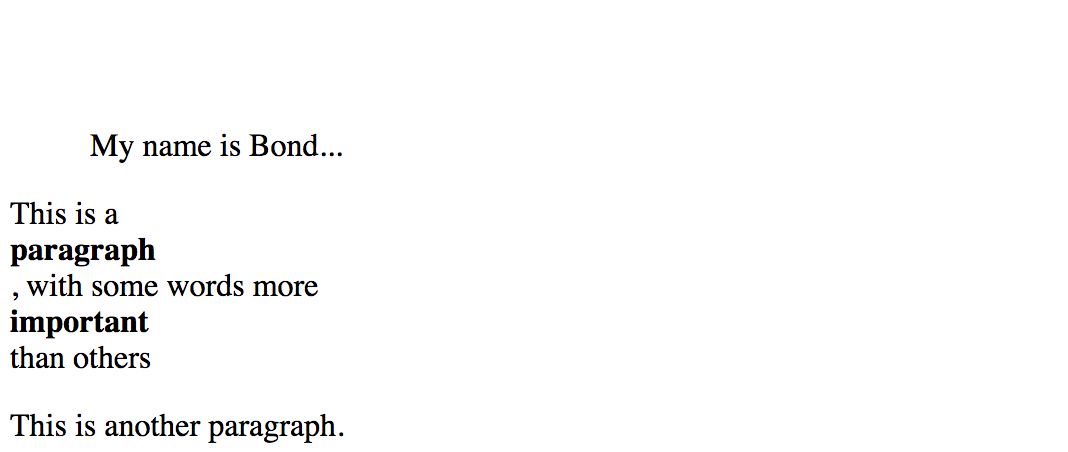 My name is Bond...
This is a
paragraph
, with some words more
important
than others
This is another paragraph.